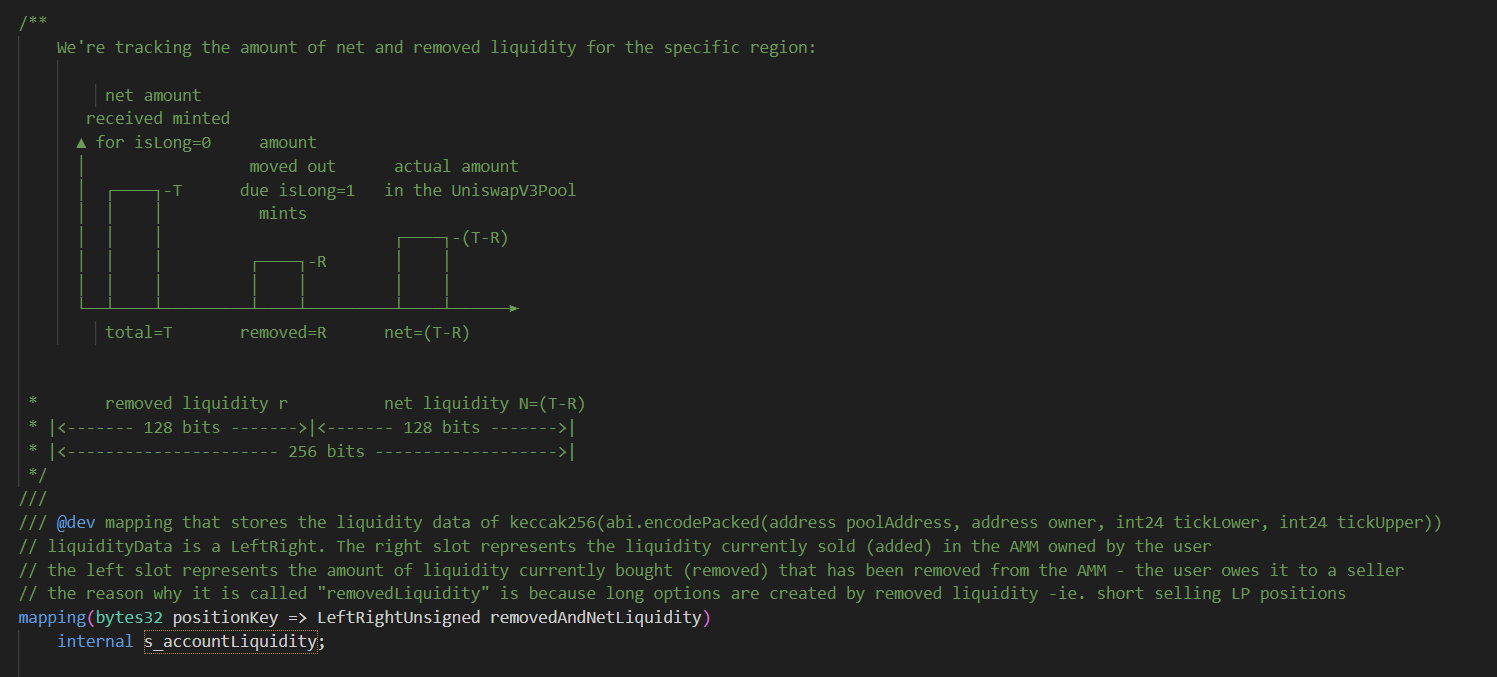 /**
We're tracking the amount of net and removed liquidity for the specific region:
net amount
received minted
▲ for isLong=0 amount
moved out actual amount
-T due isLong=1 in the UniswapV3Pool
mints
-(T-R)
-R
total=T removed=R net=(T-R)
* removed liquidity r net liquidity N=(T-R)
* |<------- 128 bits ------->|<------- 128 bits ------->|
* |<---------------------- 256 bits ------------------->|
*/
///
/// @dev mapping that stores the liquidity data of keccak256(abi.encodePacked(address poolAddress, address owner, int24 tickLower, int24 tickUpper))
// liquidityData is a LeftRight. The right slot represents the liquidity currently sold (added) in the AMM owned by the user
// the left slot represents the amount of liquidity currently bought (removed) that has been removed from the AMM - the user owes it to a seller
// the reason why it is called "removedLiquidity" is because long options are created by removed liquidity -ie. short selling LP positions
mapping(bytes32 positionKey => LeftRightUnsigned removedAndNetLiquidity)
internal s_accountLiquidity;